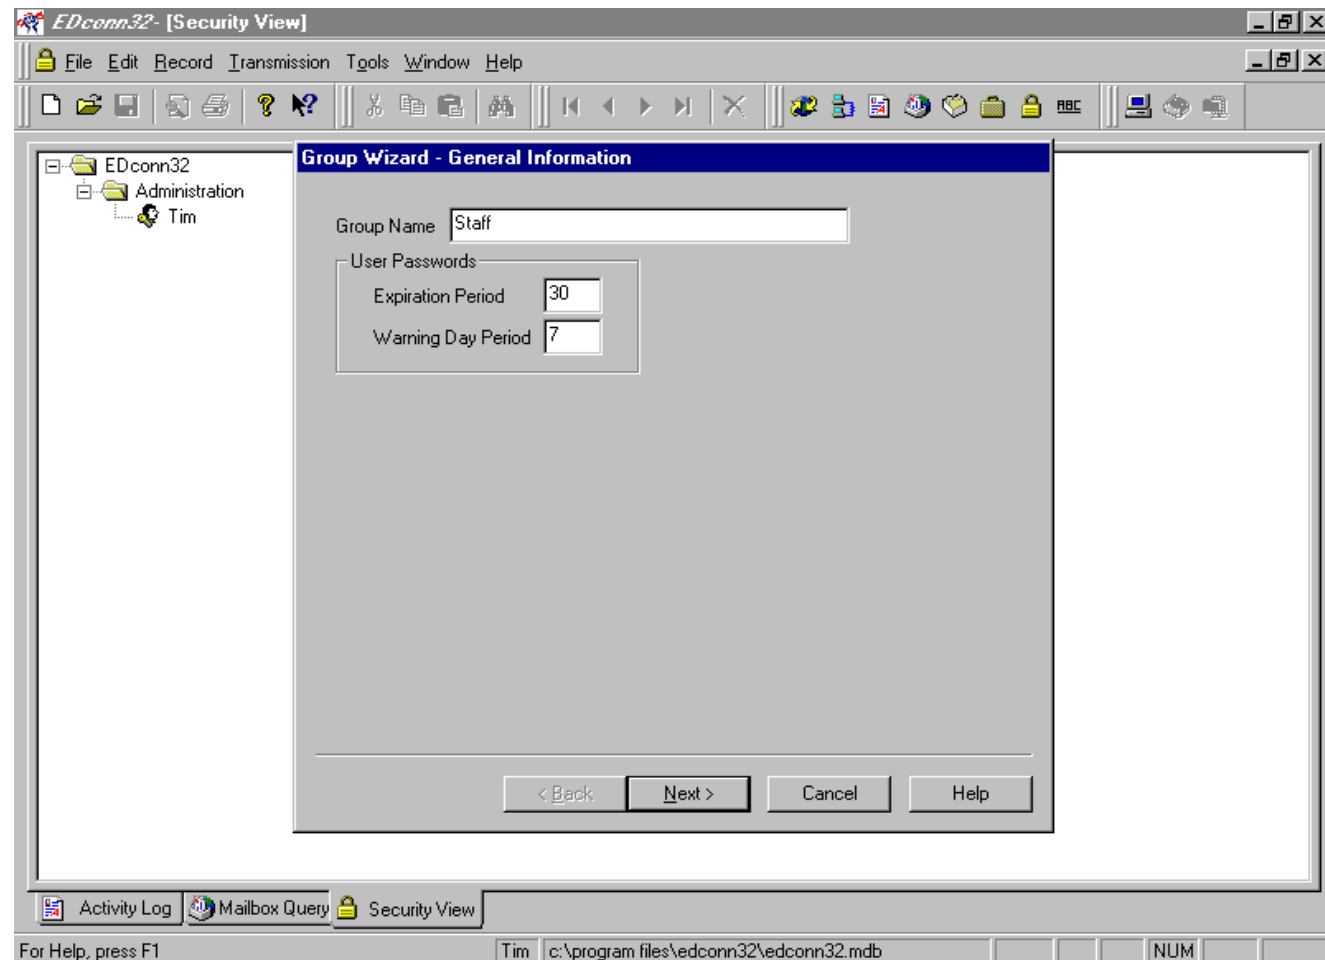 EDconn32- [Security View]
File Edit Record Transmission Tools Window Help
ABC
EDconn32
Administration
Tim
Group Wizard - General Information
Group Name Staff
User Passwords
Expiration Period 30
Warning Day Period 7
< Back Next > Cancel Help
Activity Log Mailbox Query Security View
For Help, press F1 Tim c:\program files\edconn32\edconn32.mdb NUM